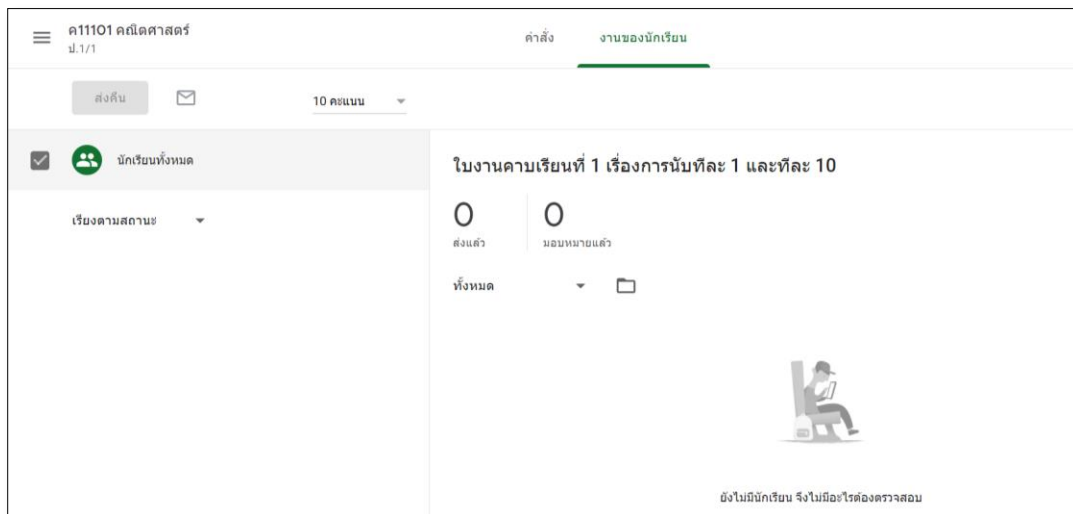 ค11101 คณิตศาสตร์
ป.1/1
คำสั่ง
งานของนักเรียน
ส่งคืน
10 คะแนน
นักเรียนทั้งหมด
เรียงตามสถานะ
ใบงานคาบเรียนที่ 1 เรื่องการนับทีละ 1 และทีละ 10
0
ส่งแล้ว
0
มอบหมายแล้ว
ทั้งหมด
ยังไม่มีนักเรียน จึงไม่มีอะไรต้องตรวจสอบ